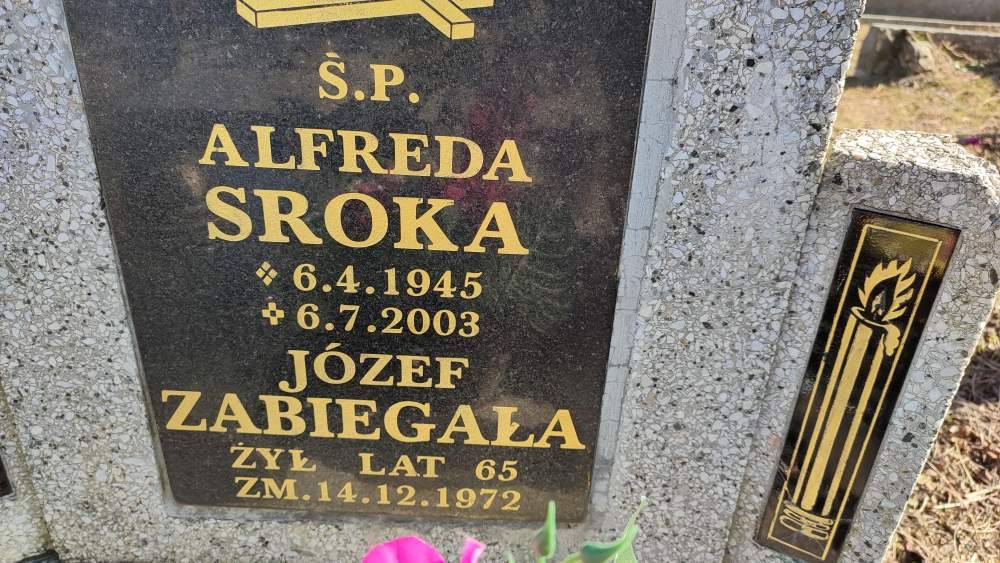 Ś.P.
ALFREDA
SROKA
6.4.1945
6.7.2003
JÓZEF
ZABIEGAŁA
ŻYŁ LAT 65
ZM.14.12.1972